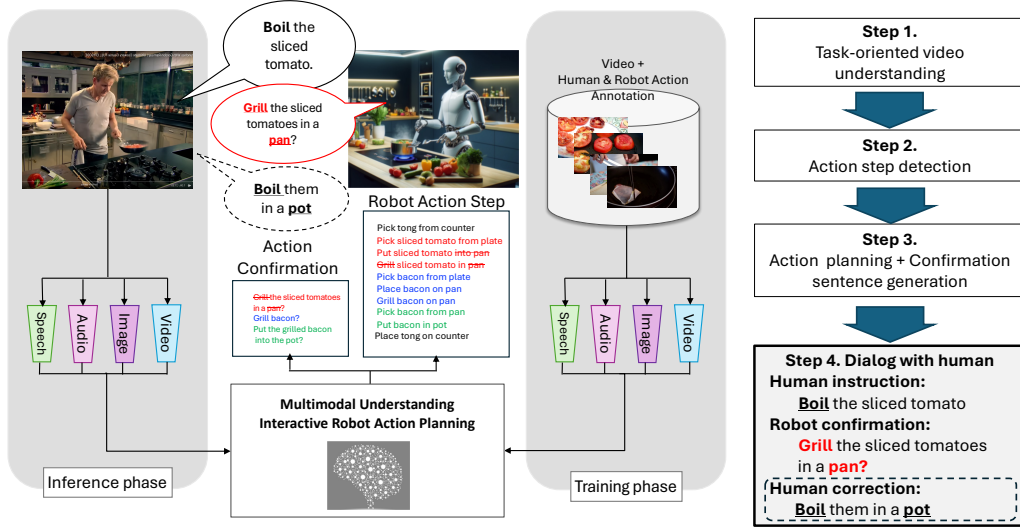 Boil the
sliced
tomato.
Grill the sliced
tomatoes in a
pan?
Boil them
in a pot
Robot Action Step
Pick tong from counter
Pick sliced tomato from plate
Put sliced tomato into pan
Grill sliced tomato in pan
Pick bacon from plate
Place bacon on pan
Grill bacon on pan
Pick bacon from pan
Put bacon in pot
Place tong on counter
Action
Confirmation
Grill the sliced tomatoes
in a pan?
Grill bacon?
Put the grilled bacon
into the pot?
Speech
Audio
Image
Video
Multimodal Understanding
Interactive Robot Action Planning
Inference phase
Video +
Human & Robot Action
Annotation
Speech
Audio
Image
Video
Training phase
Step 1.
Task-oriented video
understanding
Step 2.
Action step detection
Step 3.
Action planning + Confirmation
sentence generation
Step 4. Dialog with human
Human instruction:
Boil the sliced tomato
Robot confirmation:
Grill the sliced tomatoes
in a pan?
Human correction:
Boil them in a pot